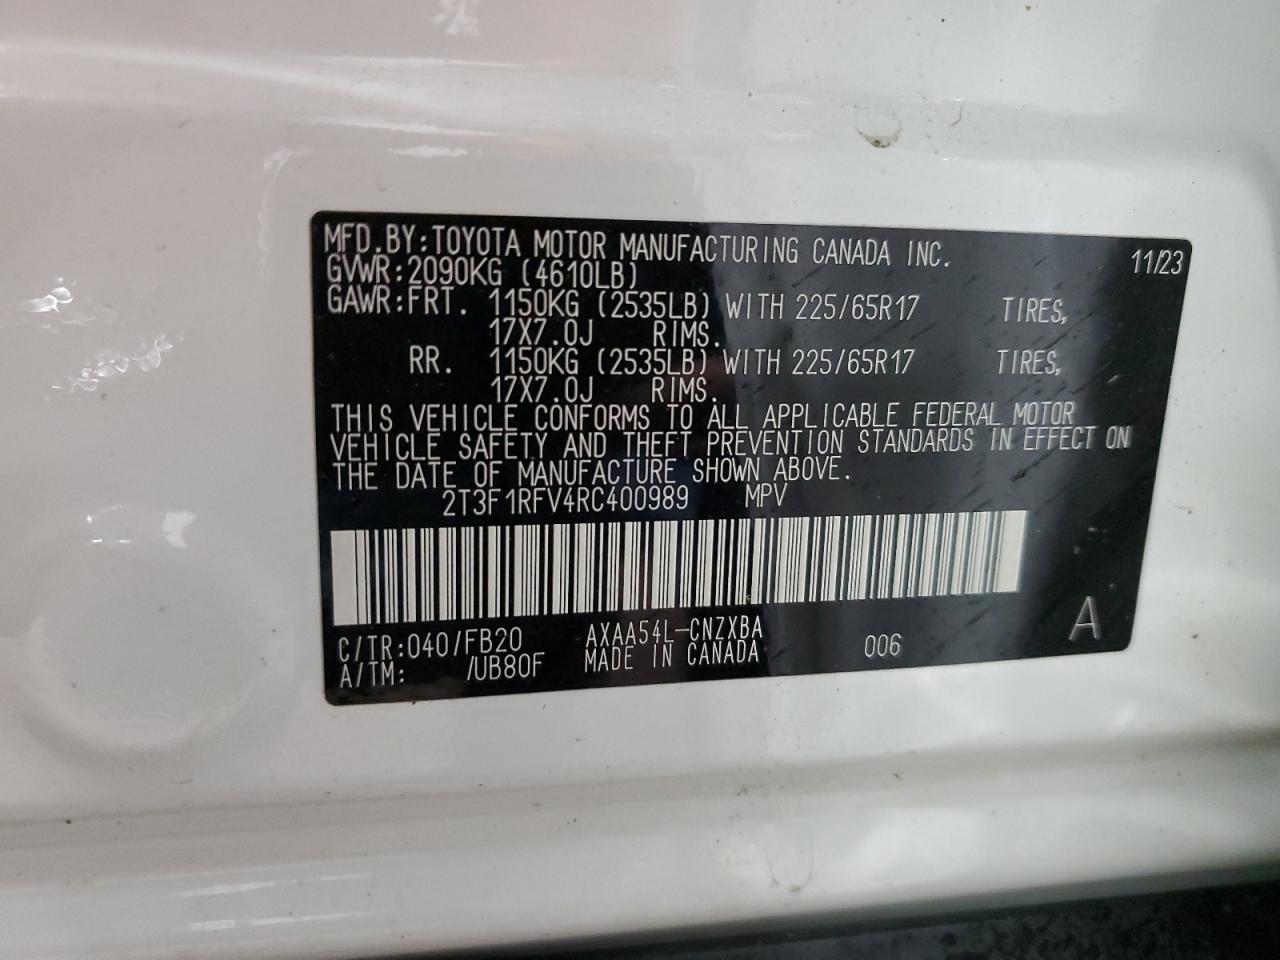 MFD.BY:TOYOTA MOTOR MANUFACTURING CANADA INC. 11/23
GVWR:2090KG (4610LB)
GAWR:FRT. 1150KG (2535LB) WITH 225/65R17 TIRES,
17X7.0J RIMS.
RR. 1150KG (2535LB) WITH 225/65R17 TIRES,
17X7.0J RIMS.
THIS VEHICLE CONFORMS TO ALL APPLICABLE FEDERAL MOTOR
VEHICLE SAFETY AND THEFT PREVENTION STANDARDS IN EFFECT ON
THE DATE OF MANUFACTURE SHOWN ABOVE.
2T3F1RFV4RC400989 MPV
C/TR:040/FB20 AXAA54L-CNZXBA 006 A
A/TM: /UB80F MADE IN CANADA